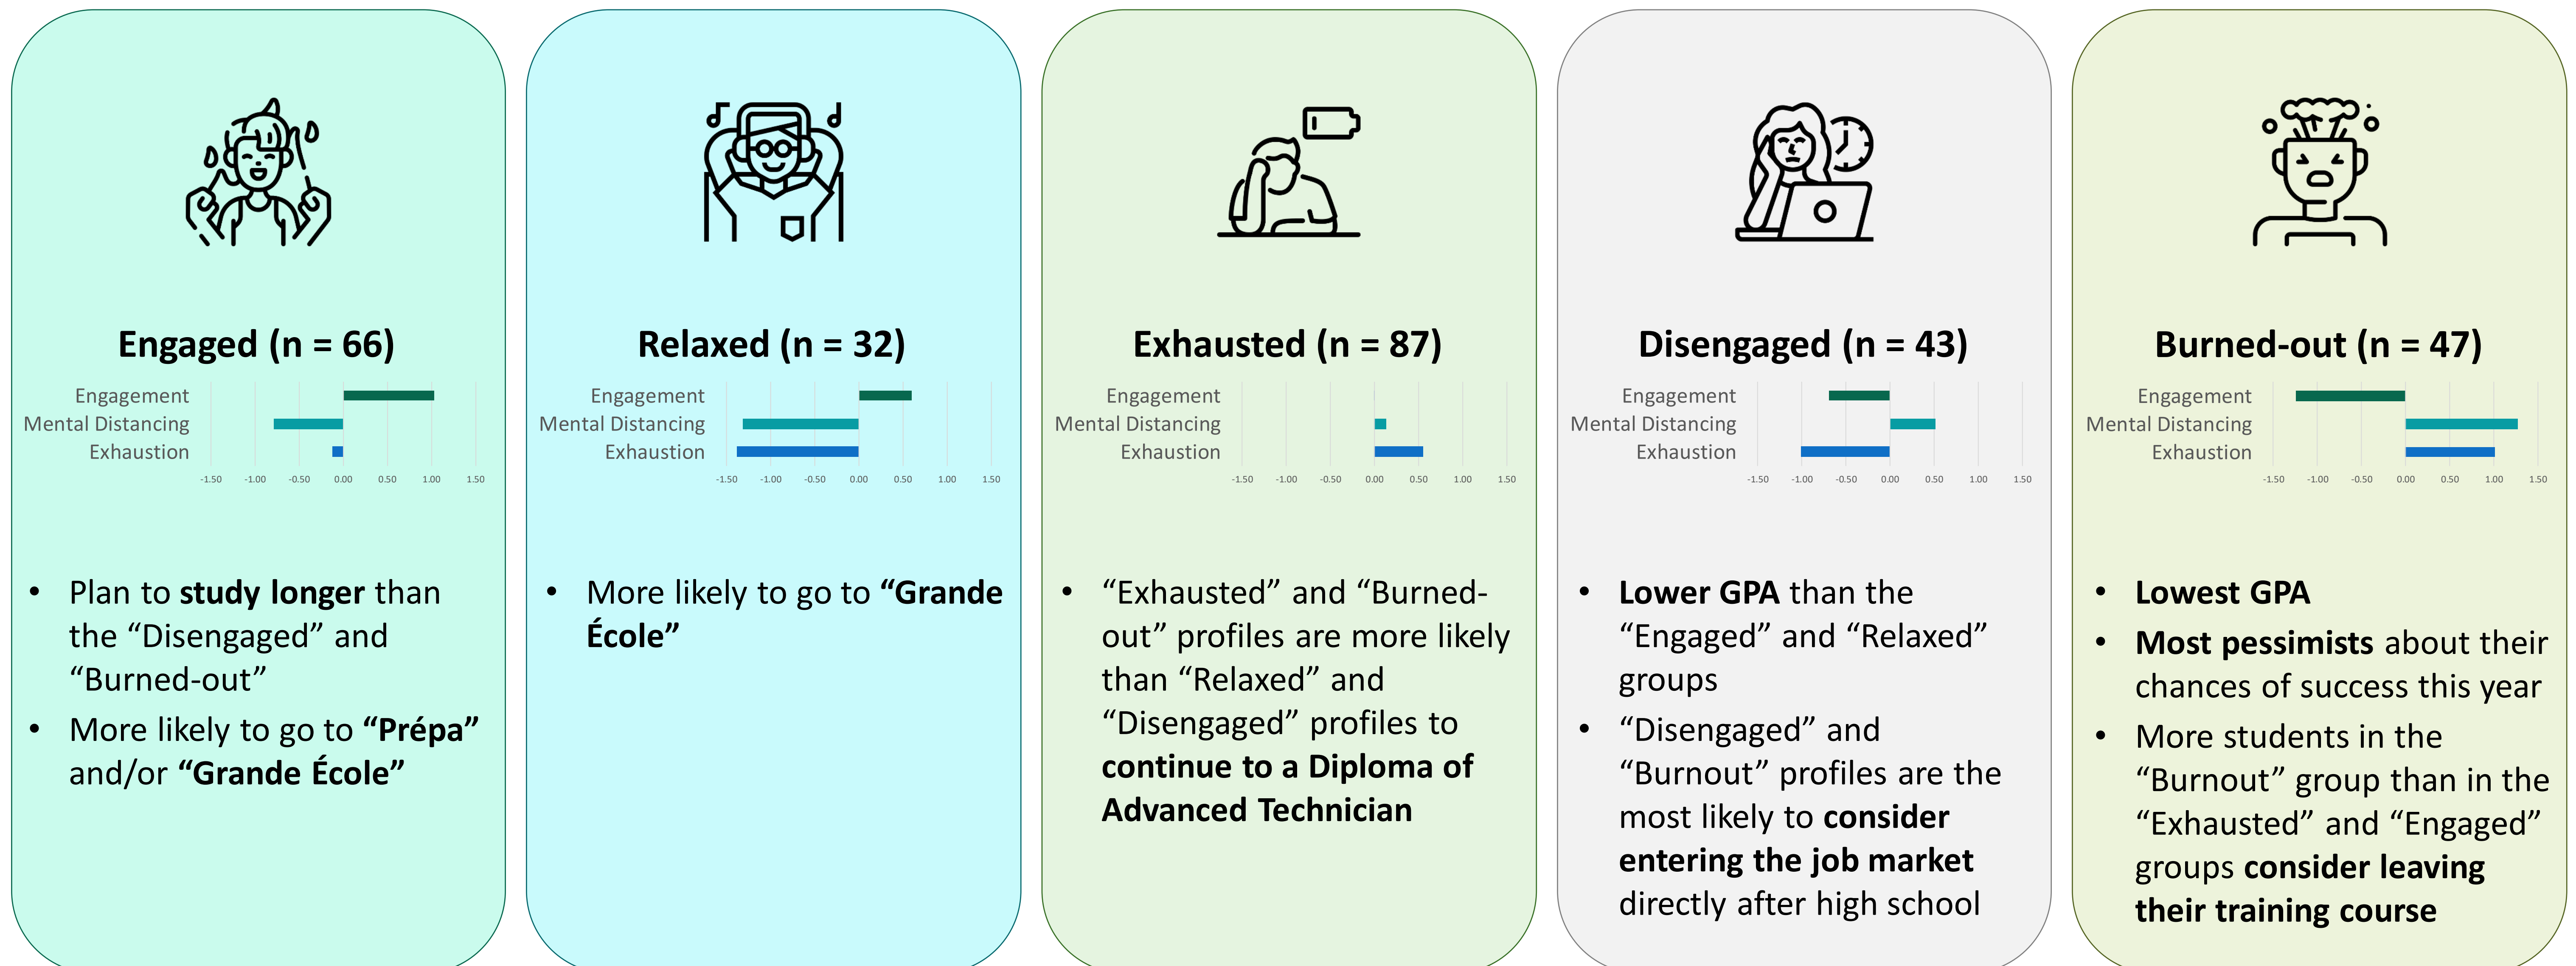 Engaged (n = 66)
Engagement
Mental Distancing
Exhaustion
-1.50 -1.00 -0.50 0.00 0.50 1.00 1.50
• Plan to study longer than
the “Disengaged” and
“Burned-out”
• More likely to go to “Prépa”
and/or “Grande École”
Relaxed (n = 32)
Engagement
Mental Distancing
Exhaustion
-1.50 -1.00 -0.50 0.00 0.50 1.00 1.50
• More likely to go to “Grande
École”
Exhausted (n = 87)
Engagement
Mental Distancing
Exhaustion
-1.50 -1.00 -0.50 0.00 0.50 1.00 1.50
• “Exhausted” and “Burned-
out” profiles are more likely
than “Relaxed” and
“Disengaged” profiles to
continue to a Diploma of
Advanced Technician
Disengaged (n = 43)
Engagement
Mental Distancing
Exhaustion
-1.50 -1.00 -0.50 0.00 0.50 1.00 1.50
• Lower GPA than the
“Engaged” and “Relaxed”
groups
• “Disengaged” and
“Burnout” profiles are the
most likely to consider
entering the job market
directly after high school
Burned-out (n = 47)
Engagement
Mental Distancing
Exhaustion
-1.50 -1.00 -0.50 0.00 0.50 1.00 1.50
• Lowest GPA
• Most pessimists about their
chances of success this year
• More students in the
“Burnout” group than in the
“Exhausted” and “Engaged”
groups consider leaving
their training course